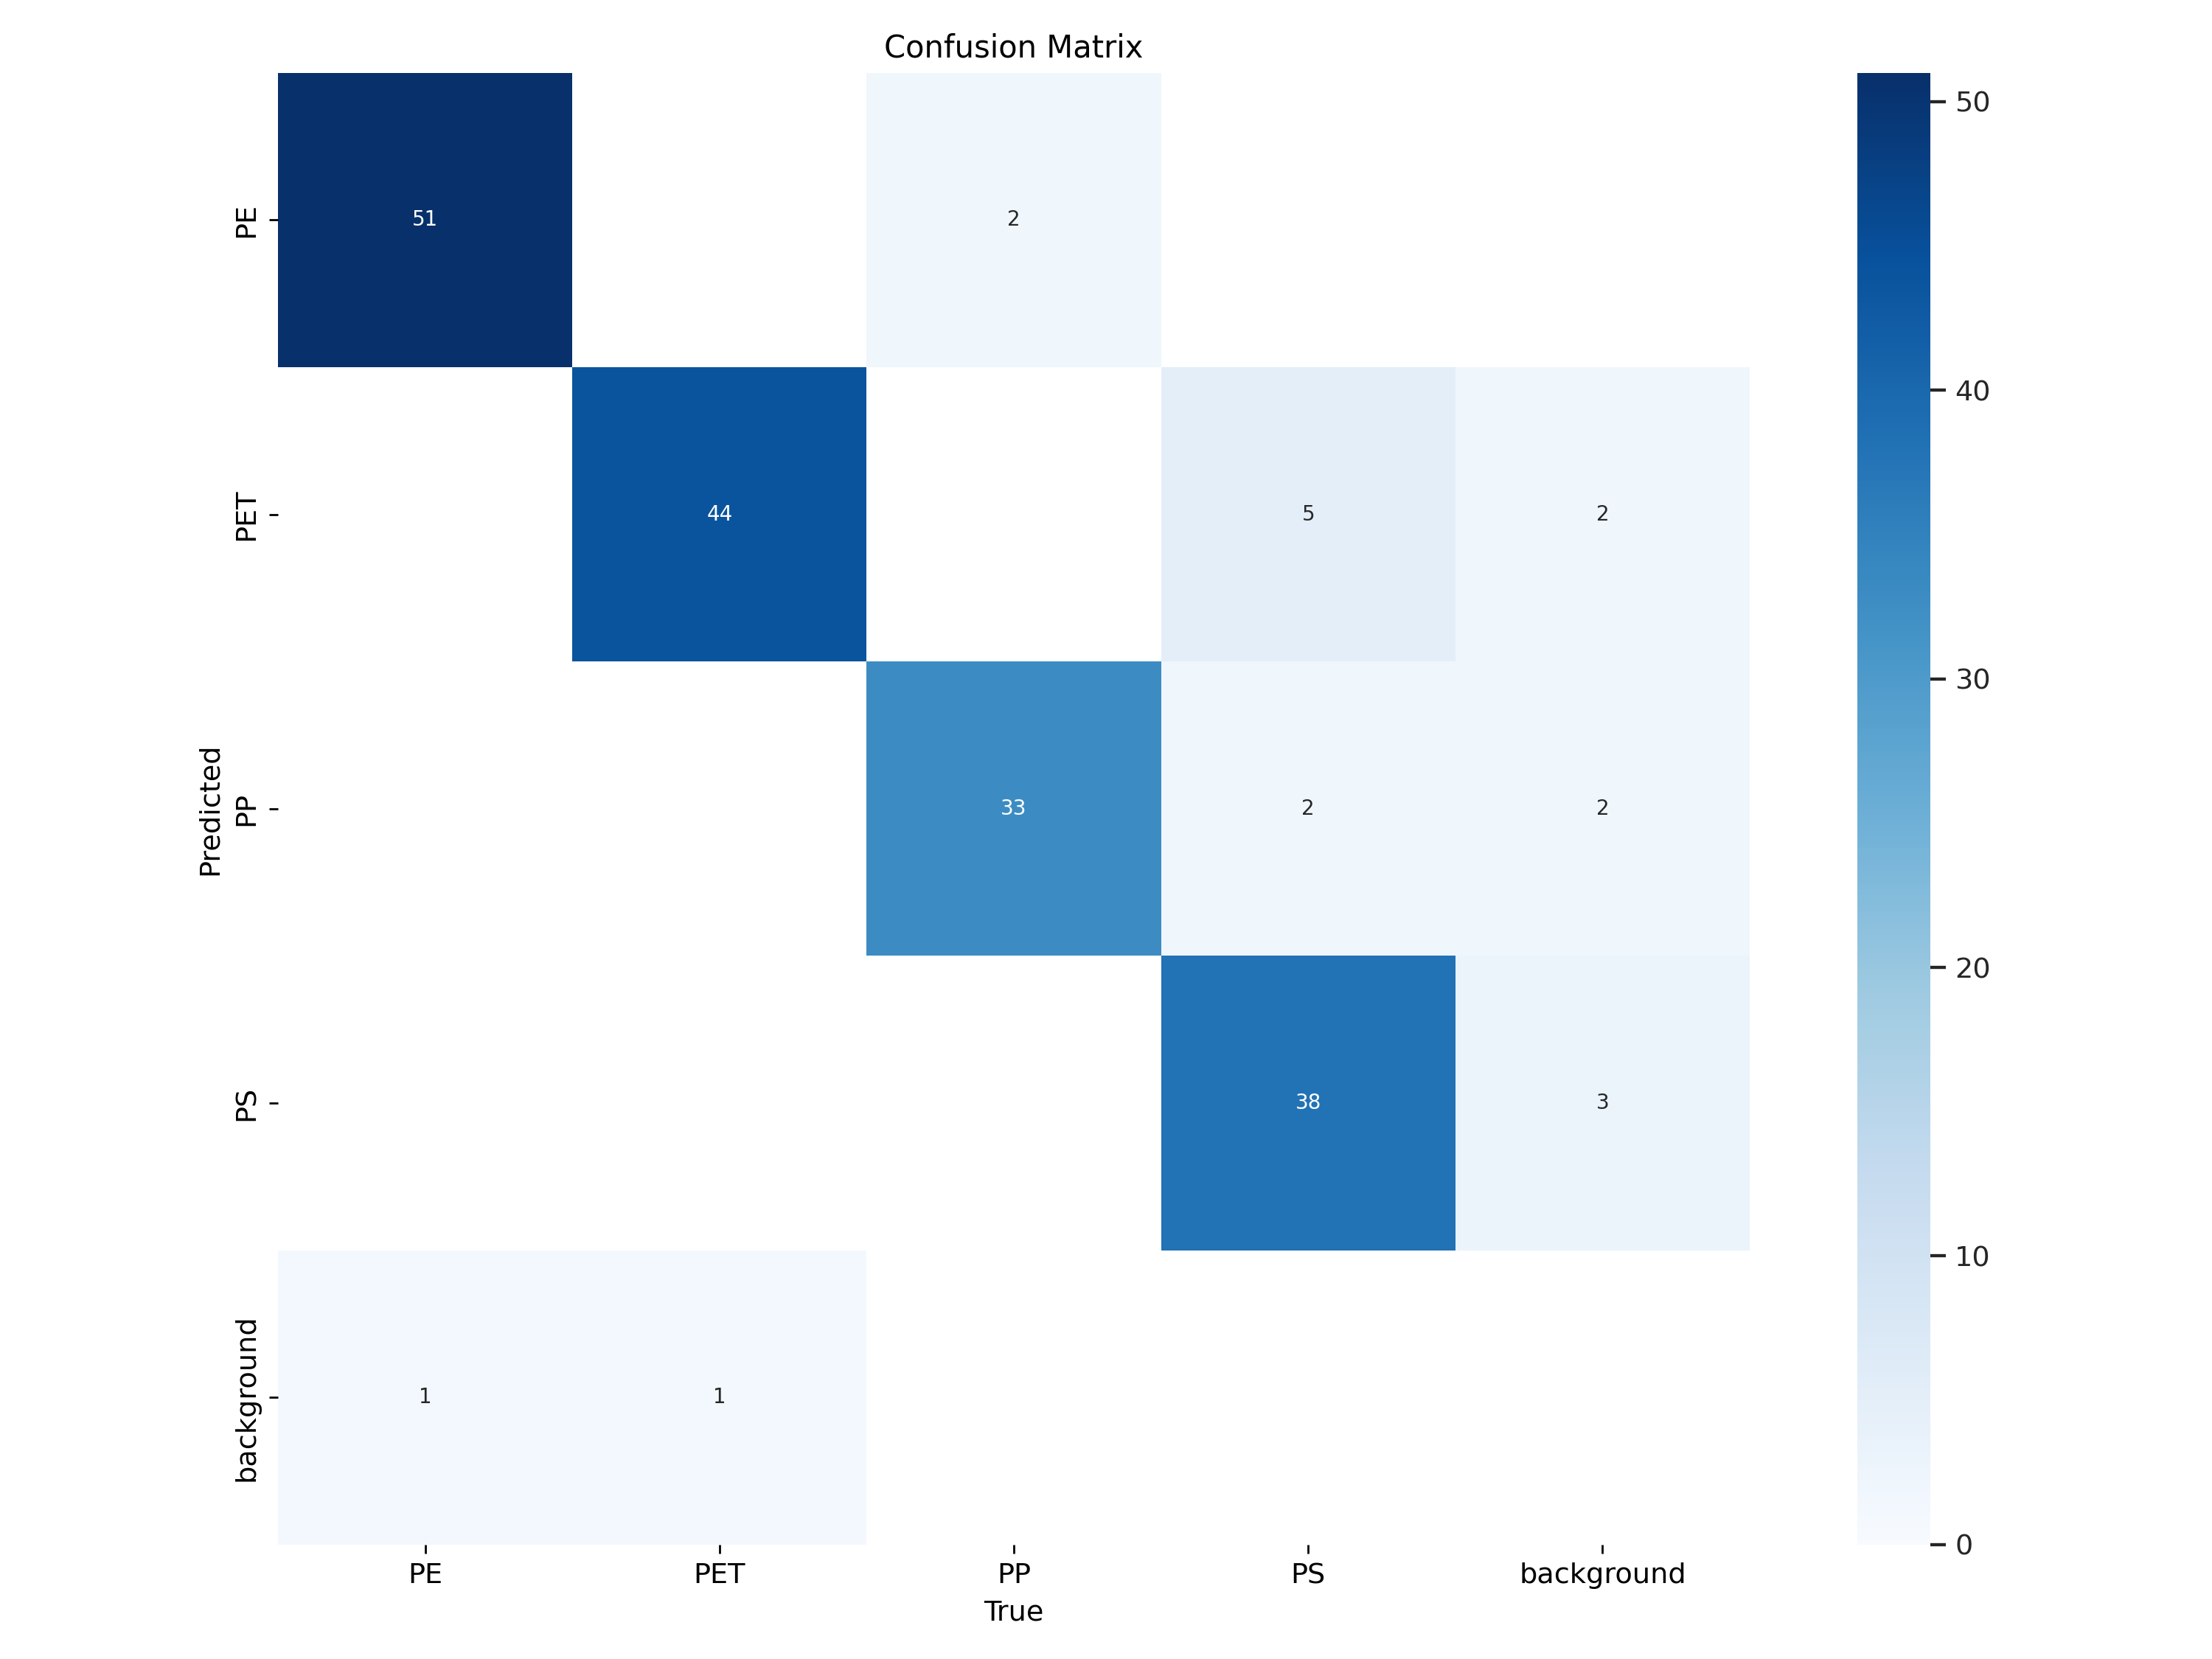 Confusion Matrix
PE
51
2
50
40
PET
44
5
2
30
Predicted
PP
33
2
2
20
PS
38
3
10
background
1
1
0
PE
PET
PP
PS
background
True